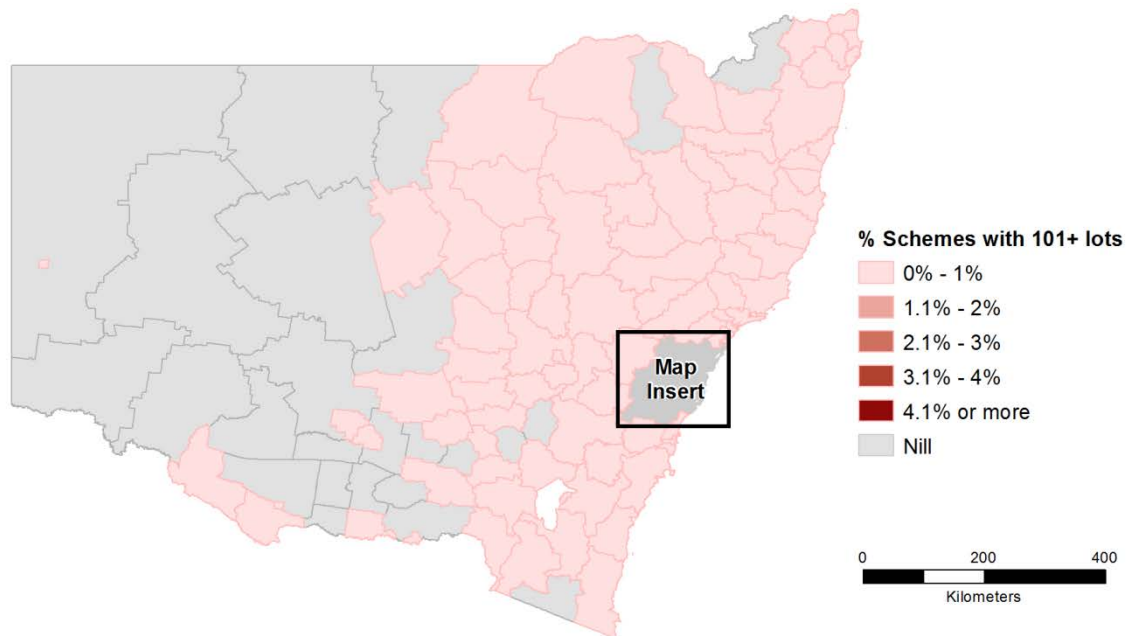 Map
Insert
% Schemes with 101+ lots
0% - 1%
1.1% - 2%
2.1% - 3%
3.1% - 4%
4.1% or more
Nill
0 200 400
Kilometers